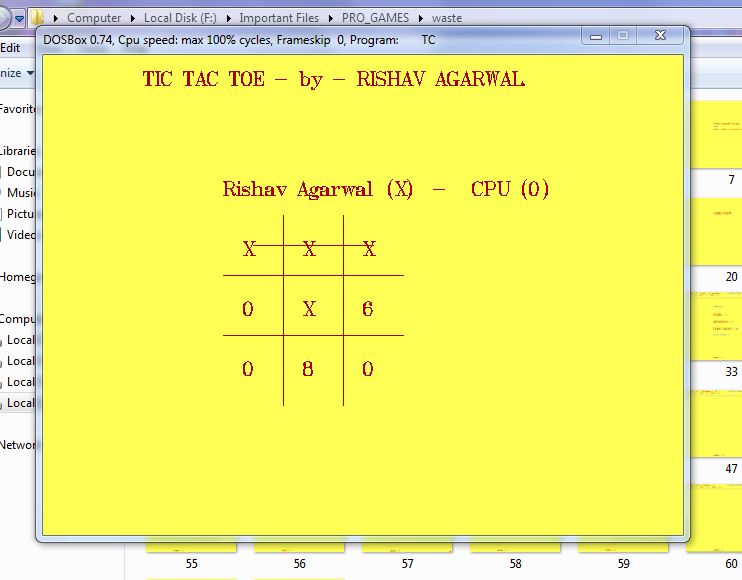 Computer ▸ Local Disk (F:) ▸ Important Files ▸ PRO_GAMES ▸ waste
DOSBox 0.74, Cpu speed: max 100% cycles, Frameskip 0, Program: TC
Edit
nize
TIC TAC TOE - by - RISHAV AGARWAL
Favorite
Librarie
Docu
Music
Pictu
Video
Homeg
Compu
Local
Local
Local
Local
Networ
Rishav Agarwal (X) - CPU (0)
X X X
0 X 6
0 8 0
7
20
33
47
55 56 57 58 59 60